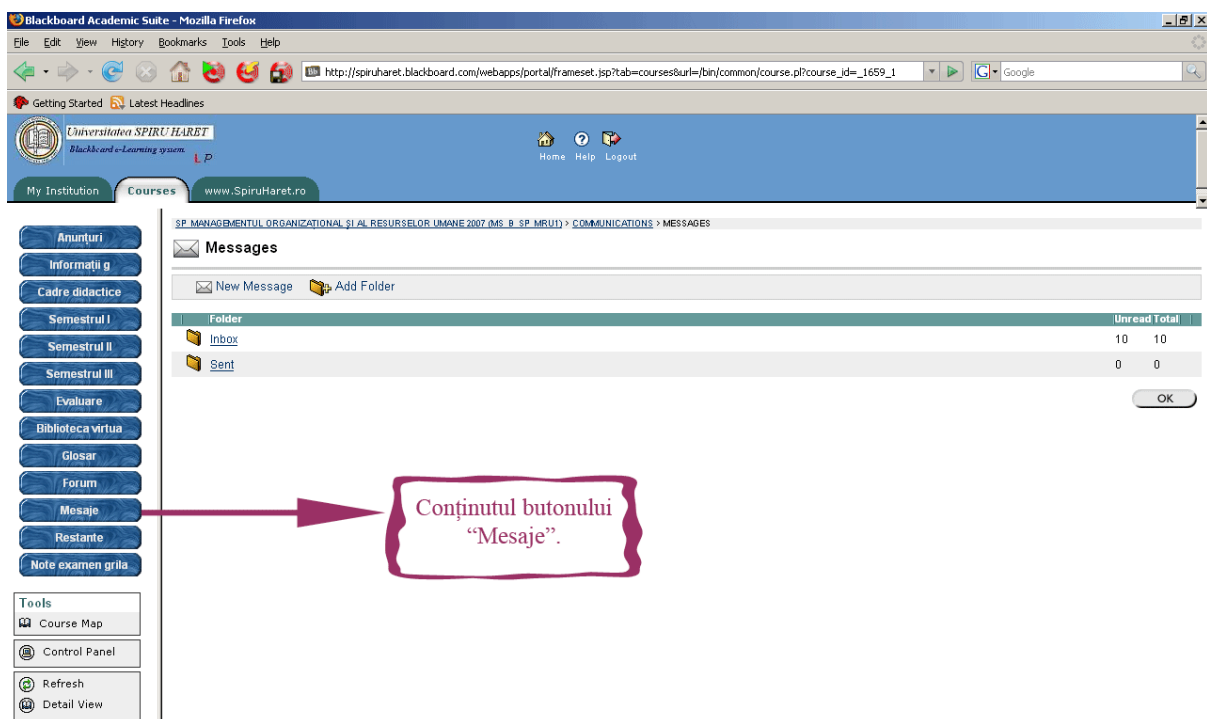 Blackboard Academic Suite - Mozilla Firefox
File Edit View History Bookmarks Tools Help
http://spiruharet.blackboard.com/webapps/portal/frameset.jsp?tab=courses&url=/bin/common/course.pl?course_id=_1659_1
Google
Getting Started Latest Headlines
Universitatea SPIRU HARET
Blackboard e-Learning system
L P
Home Help Logout
My Institution Courses www.SpiruHaret.ro
SP MANAGEMENTUL ORGANIZAŢIONAL ŞI AL RESURSELOR UMANE 2007 (MS_B_SP_MRU1) > COMMUNICATIONS > MESSAGES
Messages
New Message Add Folder
Folder Unread Total
Inbox 10 10
Sent 0 0
OK
Anunțuri
Informații g
Cadre didactice
Semestrul I
Semestrul II
Semestrul III
Evaluare
Biblioteca virtua
Glosar
Forum
Mesaje
Restante
Note examen grila
Conținutul butonului
“Mesaje”.
Tools
Course Map
Control Panel
Refresh
Detail View